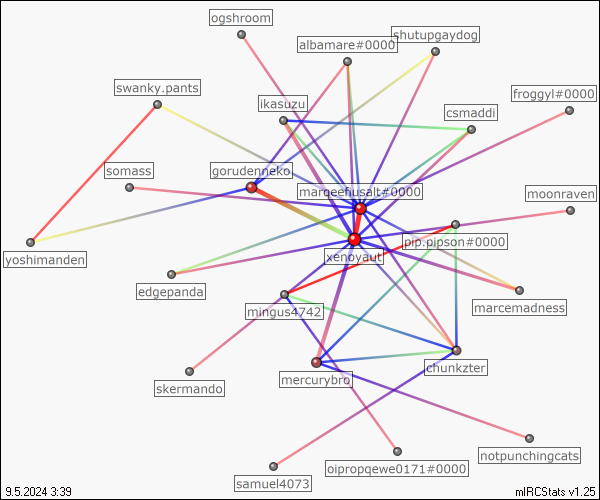 ogshroom
shutupgaydog
albamare#0000
swanky.pants
froggyl#0000
ikasuzu
csmaddi
somass
gorudenneko
marqeefiusalt#0000
moonraven
pip.pipson#0000
xenoyaut
yoshimanden
edgepanda
marcemadness
mingus4742
chunkzter
mercurybro
skermando
notpunchingcats
oipropqewe0171#0000
samuel4073
9.5.2024 3:39
mIRCStats v1.25